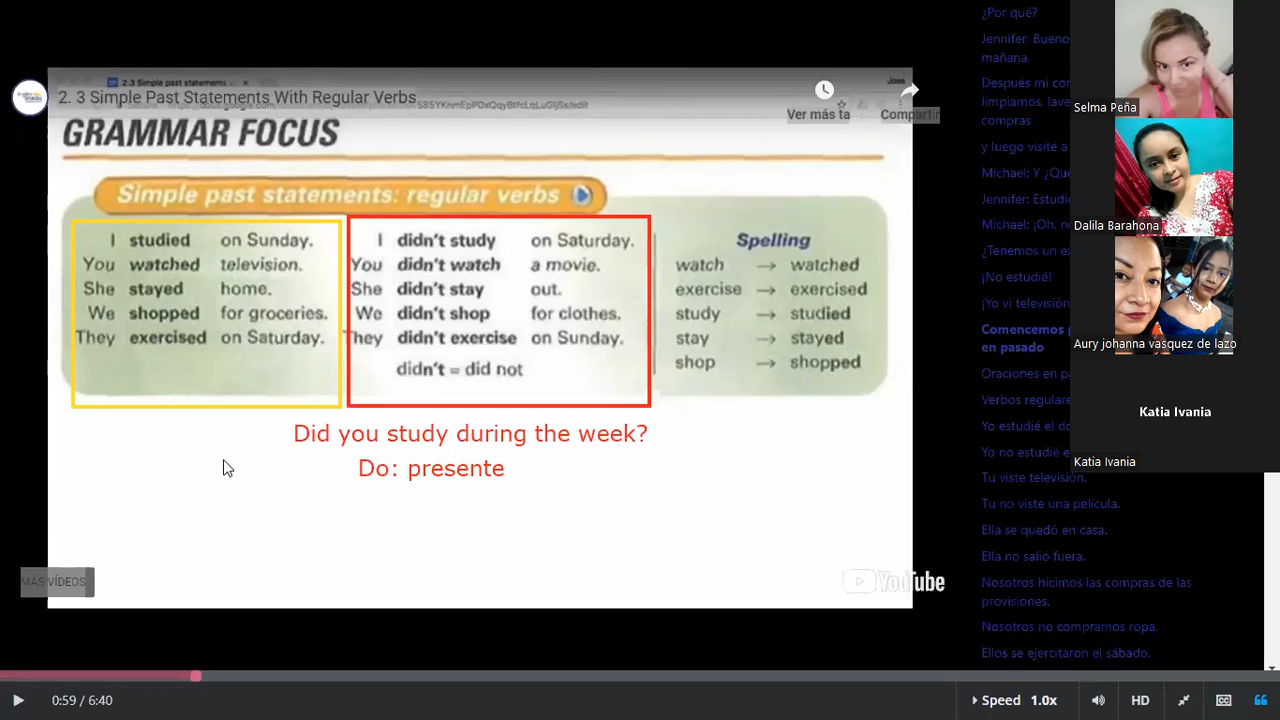 2.3 Simple past statements
Jose
2. 3 Simple Past Statements With Regular Verbs
Ver más ta...
Compartir
GRAMMAR FOCUS
Simple past statements: regular verbs
I studied on Sunday.
You watched television.
She stayed home.
We shopped for groceries.
They exercised on Saturday.
I didn't study on Saturday.
You didn't watch a movie.
She didn't stay out.
We didn't shop for clothes.
They didn't exercise on Sunday.
didn't = did not
Spelling
watch → watched
exercise → exercised
study → studied
stay → stayed
shop → shopped
Did you study during the week?
Do: presente
MÁS VÍDEOS
YouTube
¿Por qué?
Jennifer: Bueno
mañana.
Después mi
limpiamos,
compras
y luego visité a
Michael: Y
Jennifer:
Michael: ¡Oh,
¿Tenemos un
¡No estudié!
¡Yo vi
Comencemos
en pasado
Oraciones en
Verbos
Yo estudié el
Yo no estudié
Tu viste televisión.
Tu no viste una película.
Ella se quedó en casa.
Ella no salió fuera.
Nosotros hicimos las compras de las
provisiones.
Nosotros no compramos ropa.
Ellos se ejercitaron el sábado.
Selma Peña
Dalila Barahona
Aury johanna vasquez de lazo
Katia Ivania
Katia Ivania
0:59 / 6:40
Speed 1.0x
HD
CC